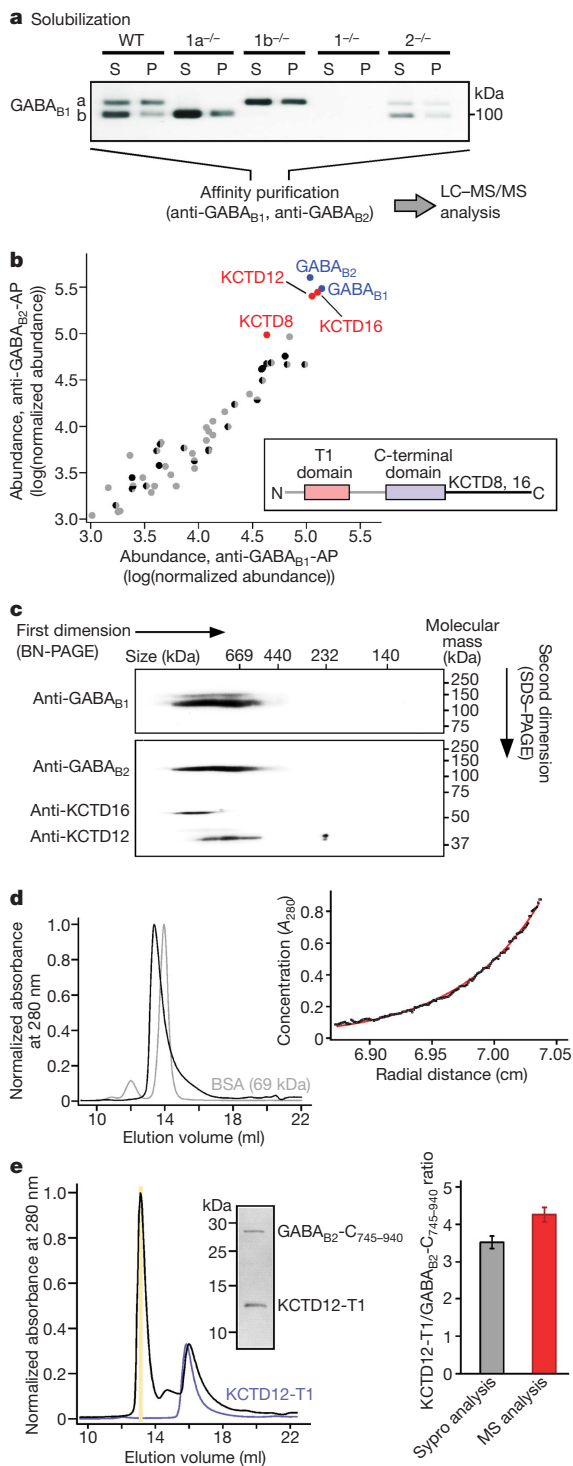 a Solubilization
WT 1a–/– 1b–/– 1–/– 2–/–
S P S P S P S P S P
kDa
GABAB1 a
b
100
Affinity purification
(anti-GABAB1, anti-GABAB2)
LC–MS/MS
analysis
b
Abundance, anti-GABAB2-AP
(log(normalized abundance))
5.5
5.0
4.5
4.0
3.5
3.0
GABAB2
KCTD12
GABAB1
KCTD8
KCTD16
T1
domain
C-terminal
domain
KCTD8, 16
N
C
3.0 3.5 4.0 4.5 5.0 5.5
Abundance, anti-GABAB1-AP
(log(normalized abundance))
c
First dimension
(BN-PAGE)
Size (kDa) 669 440 232 140
Molecular
mass
(kDa)
Second dimension
(SDS–PAGE)
Anti-GABAB1
250
150
100
75
Anti-GABAB2
Anti-KCTD16
Anti-KCTD12
250
150
100
75
50
37
d
Normalized absorbance
at 280 nm
1.0
0.8
0.6
0.4
0.2
0
BSA (69 kDa)
10 14 18 22
Elution volume (ml)
Concentration (A280)
0.8
0.6
0.4
0.2
0
6.90 6.95 7.00 7.05
Radial distance (cm)
e
Normalized absorbance at 280 nm
1.0
0.8
0.6
0.4
0.2
0
kDa
30
25
15
10
GABAB2-C745–940
KCTD12-T1
KCTD12-T1
10 14 18 22
Elution volume (ml)
KCTD12-T1/GABAB2-C745–940 ratio
5
4
3
2
1
0
Sypro analysis
MS analysis